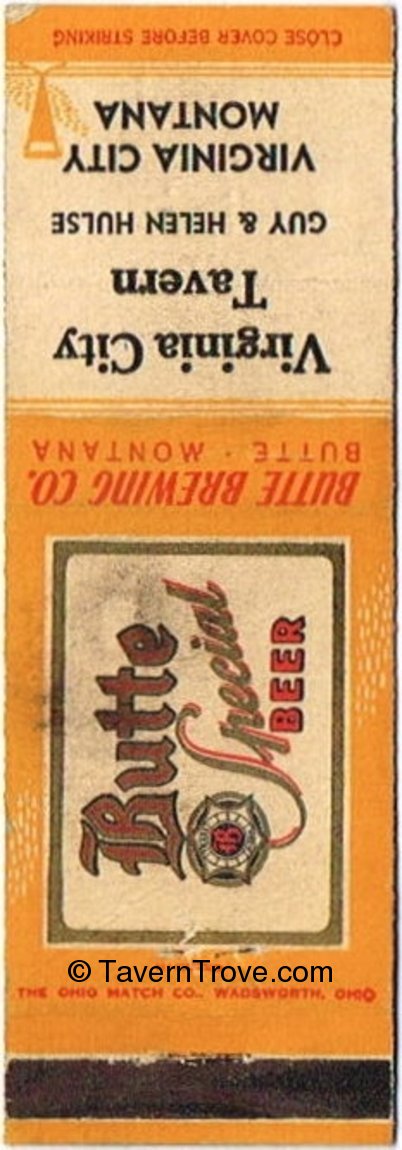 CLOSE COVER BEFORE STRIKING
Virginia City
Tavern
GUY & HELEN HULSE
VIRGINIA CITY
MONTANA
BUTTE BREWING CO.
BUTTE · MONTANA
Butte
Special
BEER
B
© TavernTrove.com
THE OHIO MATCH CO., WADSWORTH, OHIO